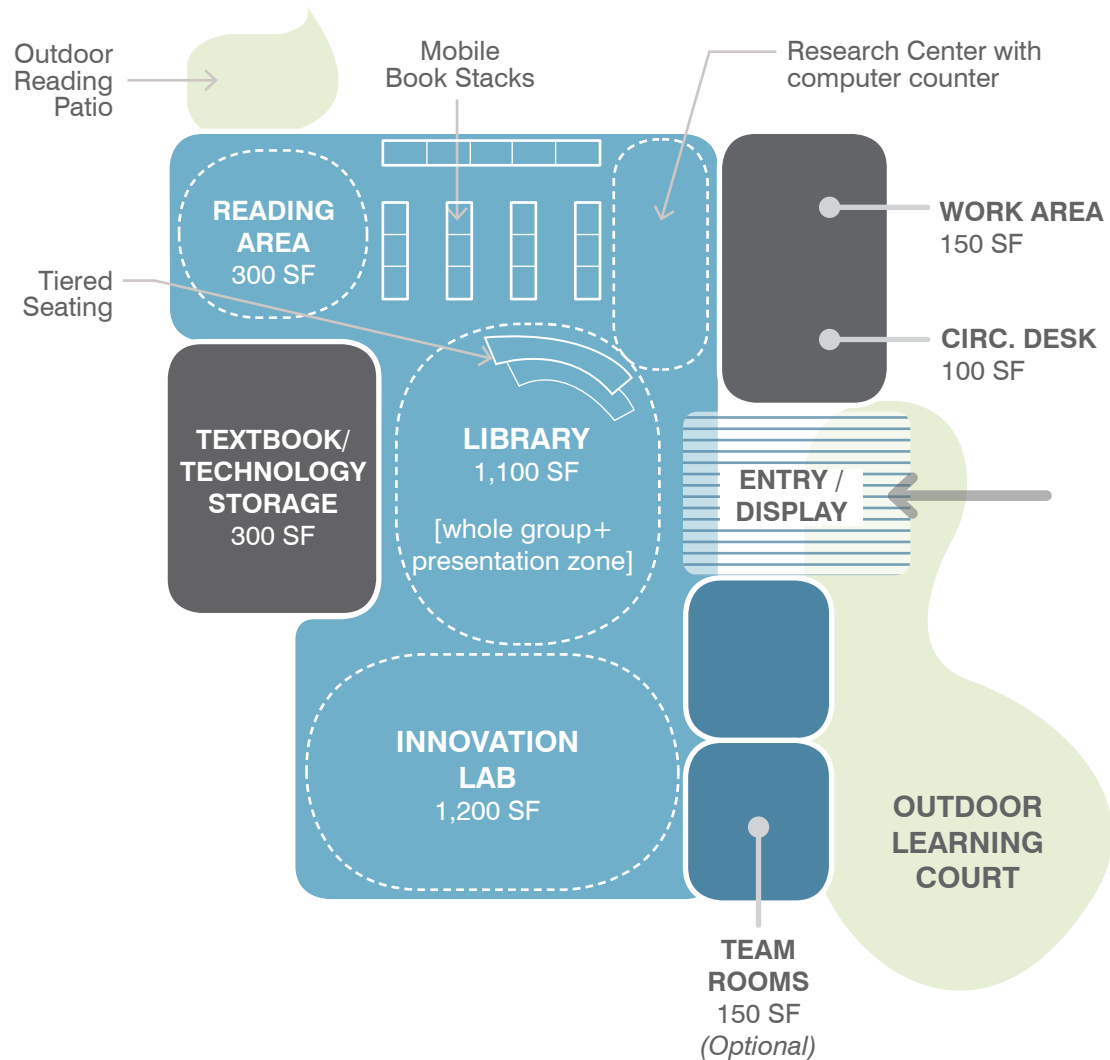 Outdoor
Reading
Patio
Mobile
Book Stacks
Research Center with
computer counter
READING
AREA
300 SF
WORK AREA
150 SF
Tiered
Seating
CIRC. DESK
100 SF
TEXTBOOK/
TECHNOLOGY
STORAGE
300 SF
LIBRARY
1,100 SF
[whole group+
presentation zone]
ENTRY /
DISPLAY
INNOVATION
LAB
1,200 SF
OUTDOOR
LEARNING
COURT
TEAM
ROOMS
150 SF
(Optional)